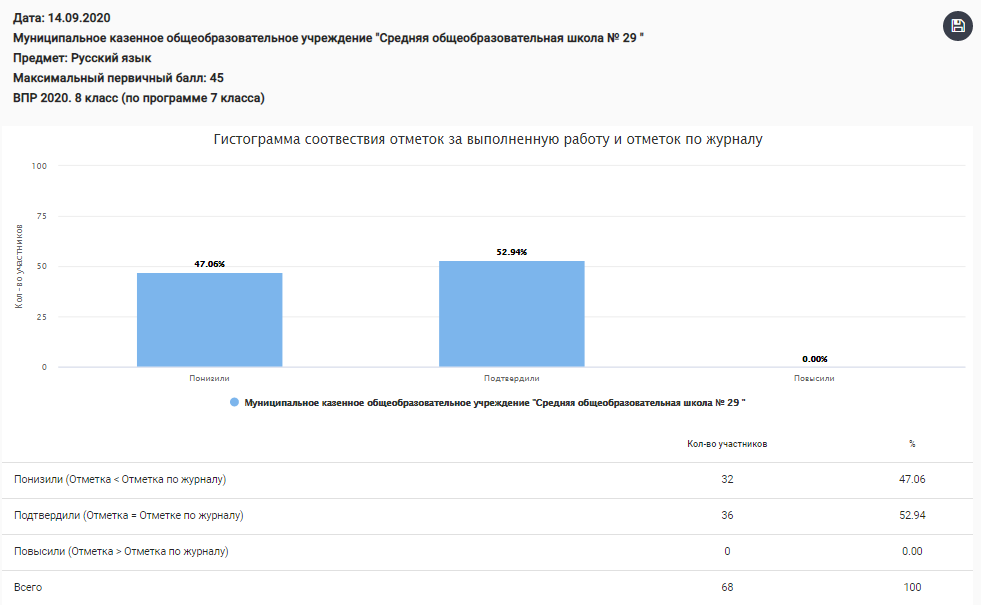 Дата: 14.09.2020
Муниципальное казенное общеобразовательное учреждение "Средняя общеобразовательная школа № 29 "
Предмет: Русский язык
Максимальный первичный балл: 45
ВПР 2020. 8 класс (по программе 7 класса)
Гистограмма соотвествия отметок за выполненную работу и отметок по журналу
Кол-во участников
100
75
50
25
0
47.06%
52.94%
0.00%
Понизили
Подтвердили
Повысили
Муниципальное казенное общеобразовательное учреждение "Средняя общеобразовательная школа № 29 "
Кол-во участников %
Понизили (Отметка < Отметка по журналу) 32 47.06
Подтвердили (Отметка = Отметке по журналу) 36 52.94
Повысили (Отметка > Отметка по журналу) 0 0.00
Всего 68 100